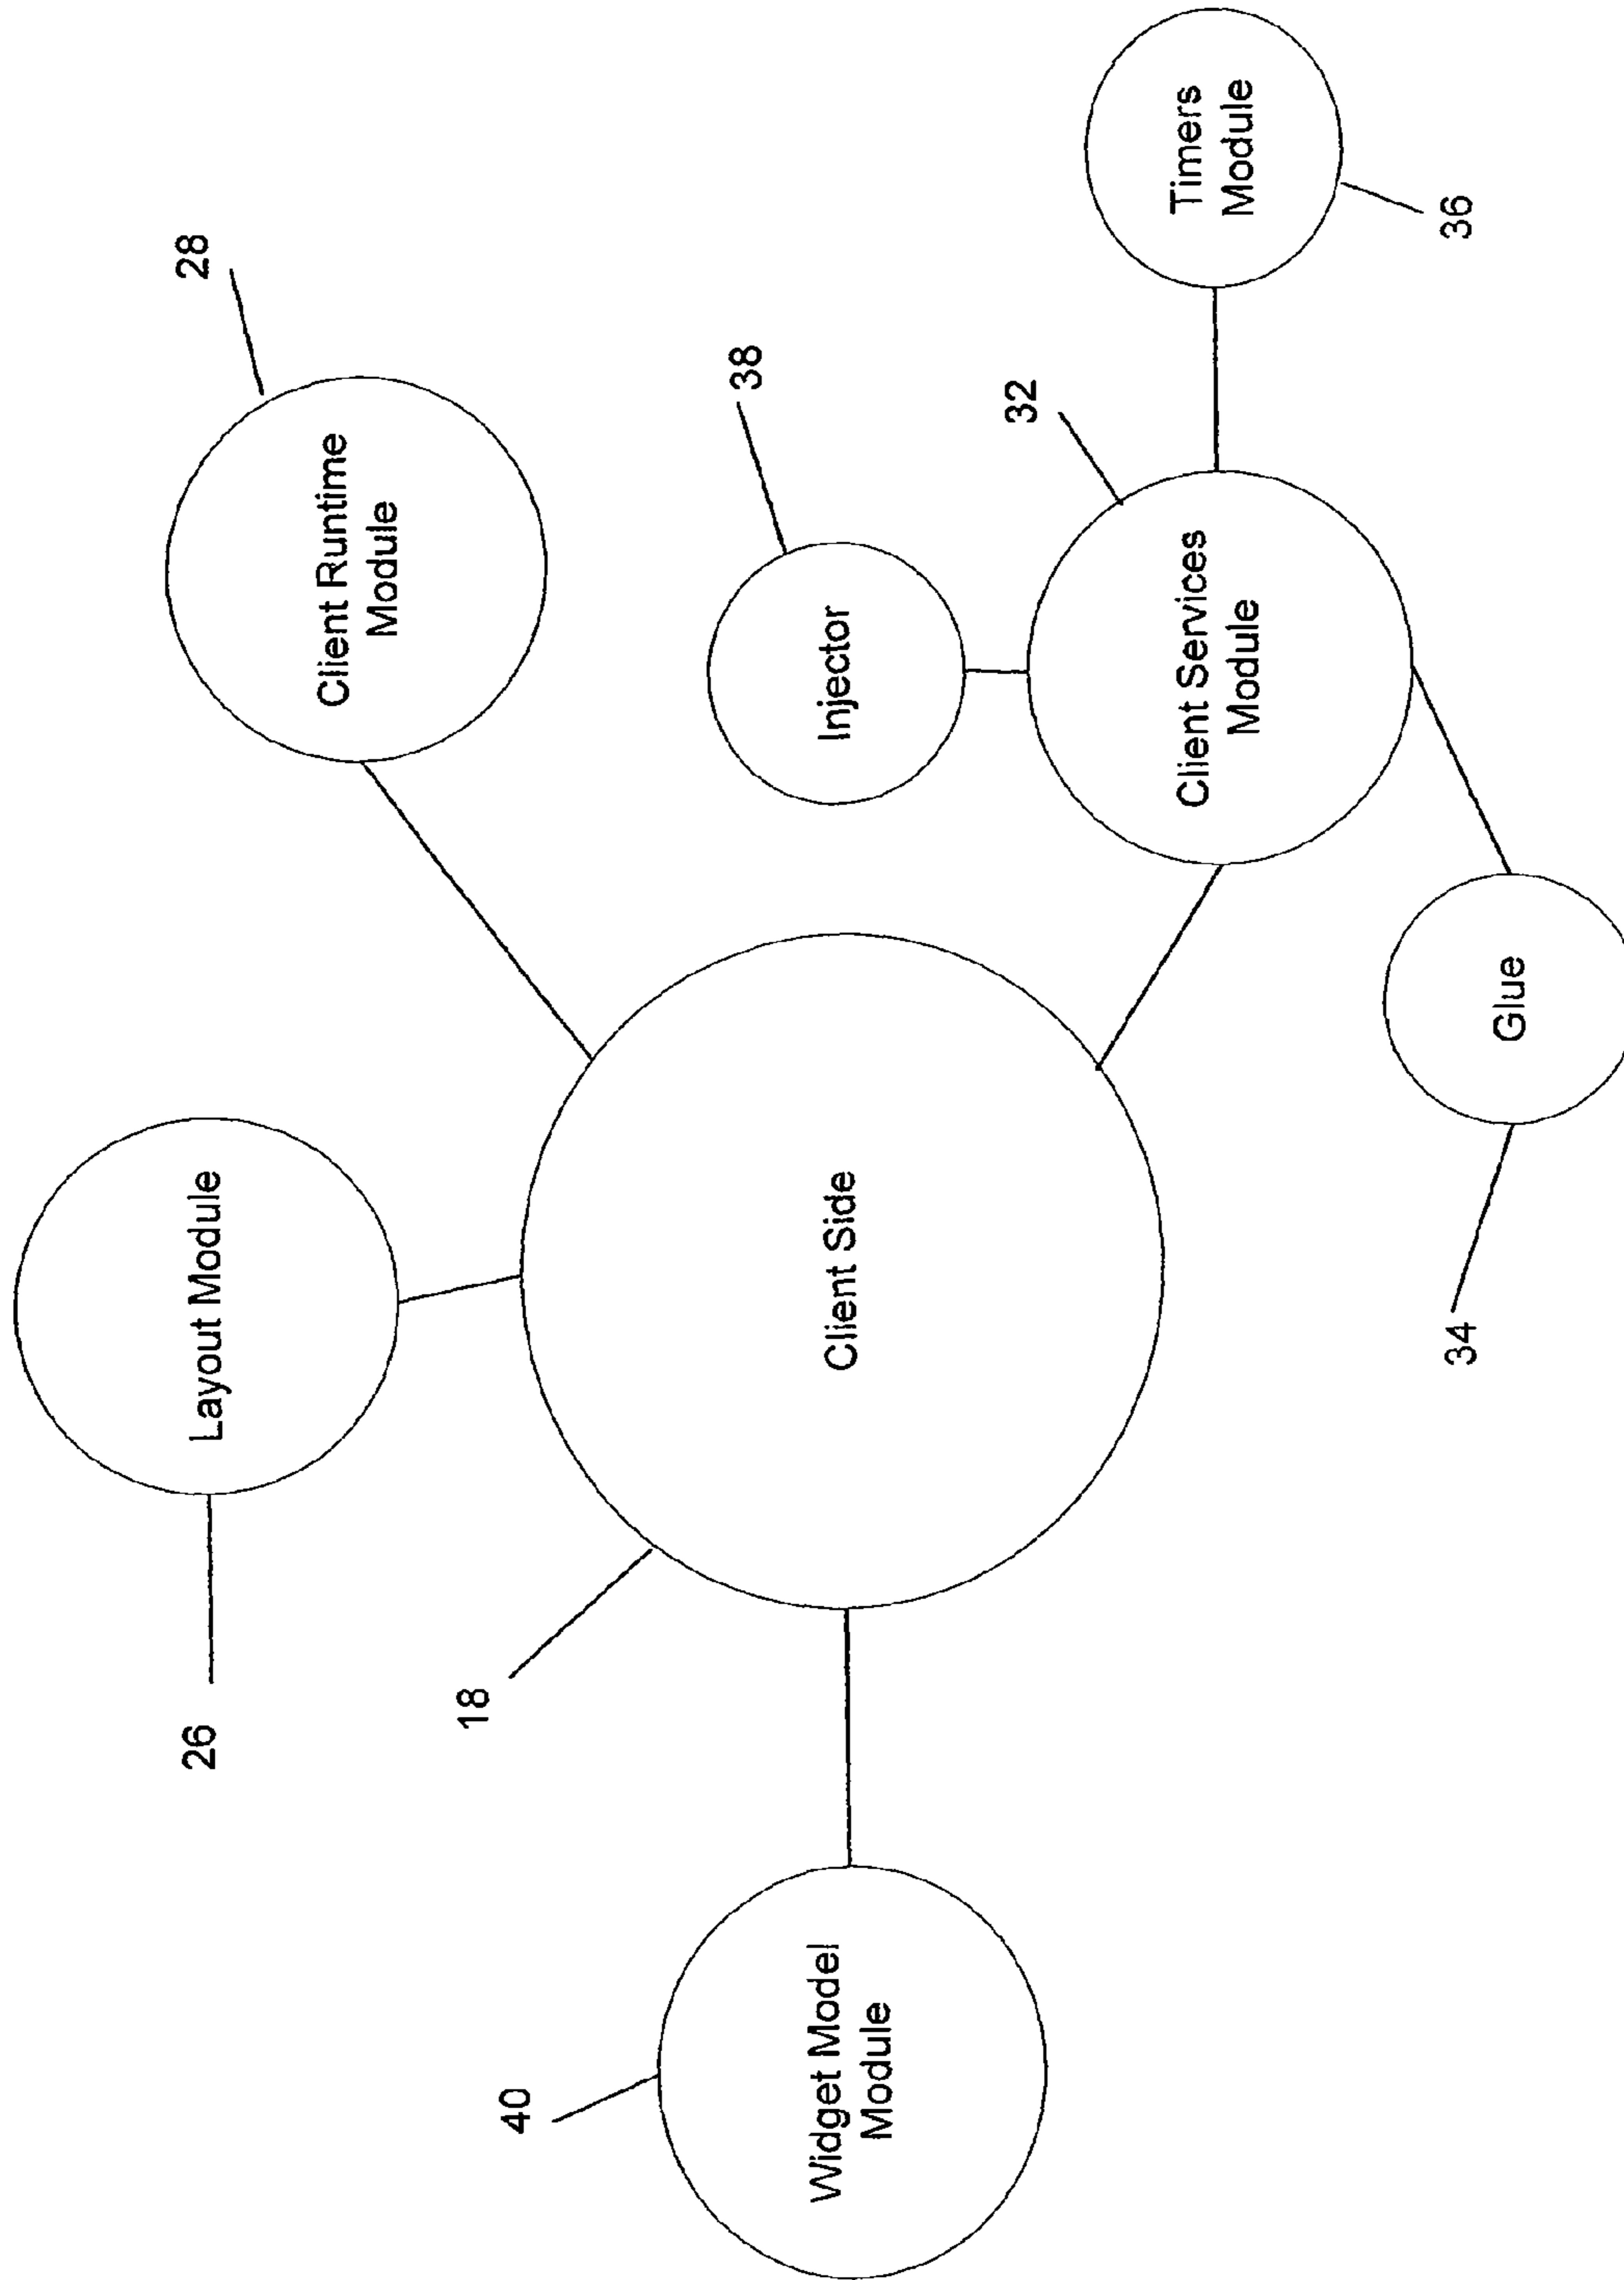 26
Layout Module
28
Client Runtime
Module
18
40
38
Widget Model
Module
Client Side
Injector
32
Client Services
Module
Timers
Module
34
36
Glue